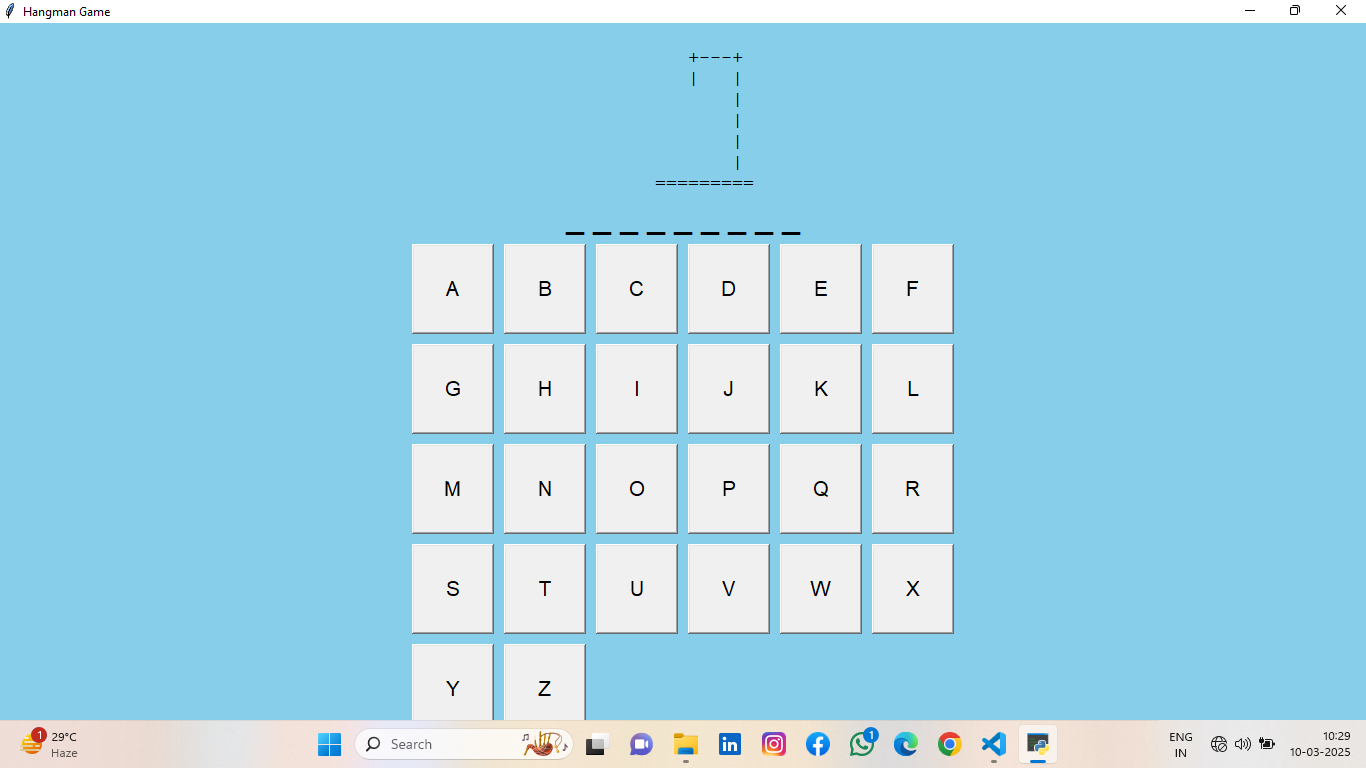 Hangman Game
+---+
|   |
    |
    |
    |
    |
=========
_ _ _ _ _ _ _ _ _
A B C D E F
G H I J K L
M N O P Q R
S T U V W X
Y Z
1
29°C
Haze
Search
1
ENG
IN
10:29
10-03-2025